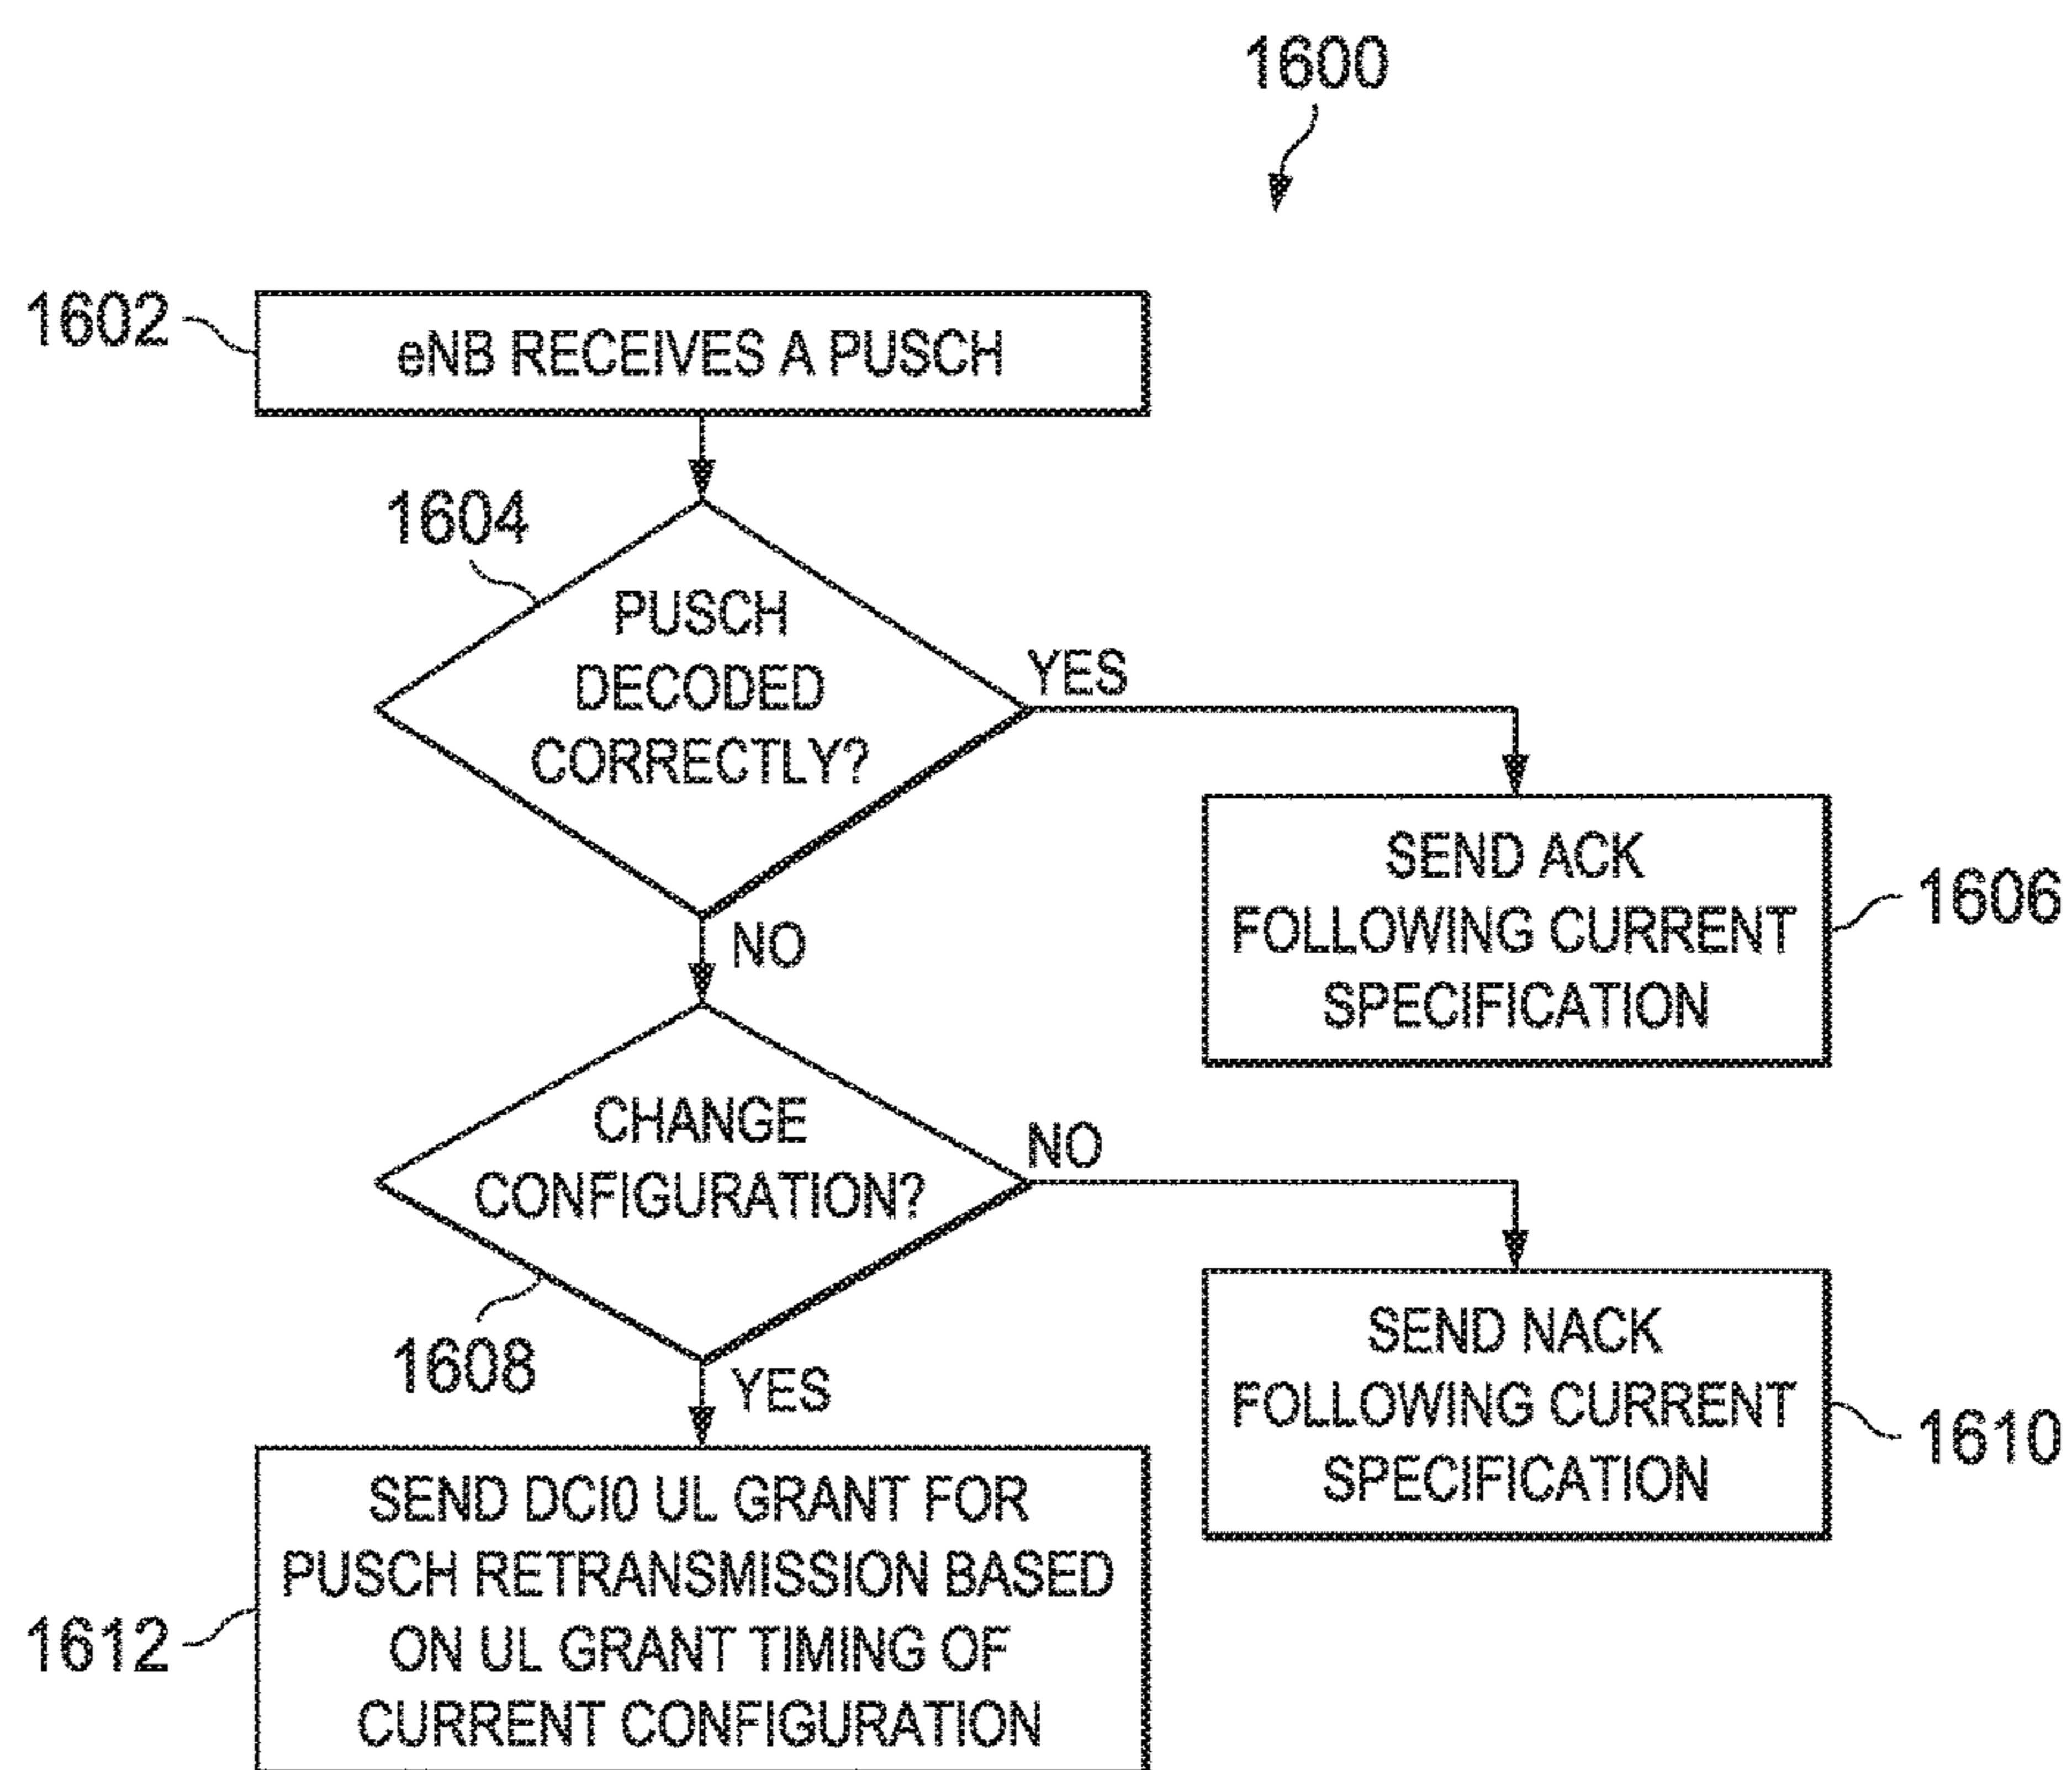 1600
1602
eNB RECEIVES A PUSCH
1604
PUSCH
DECODED
CORRECTLY?
YES
SEND ACK
FOLLOWING CURRENT
SPECIFICATION
1606
NO
CHANGE
CONFIGURATION?
NO
1608
SEND NACK
FOLLOWING CURRENT
SPECIFICATION
1610
YES
SEND DCI0 UL GRANT FOR
PUSCH RETRANSMISSION BASED
ON UL GRANT TIMING OF
CURRENT CONFIGURATION
1612